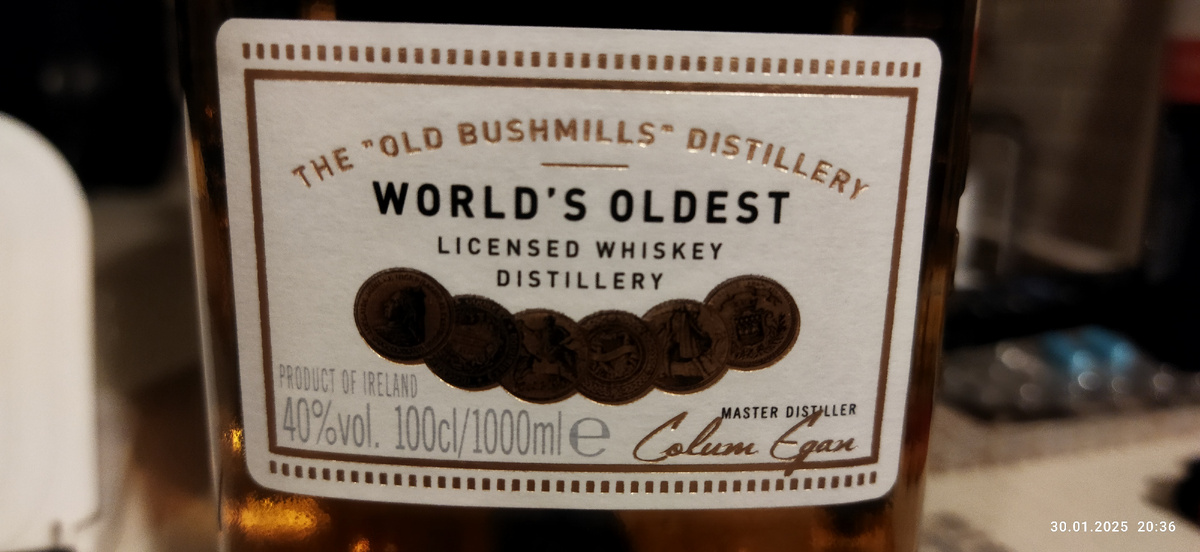 THE "OLD BUSHMILLS" DISTILLERY
WORLD'S OLDEST
LICENSED WHISKEY
DISTILLERY
PRODUCT OF IRELAND
40%vol. 100cl/1000ml e
MASTER DISTILLER
Colum Egan
30.01.2025 20:36